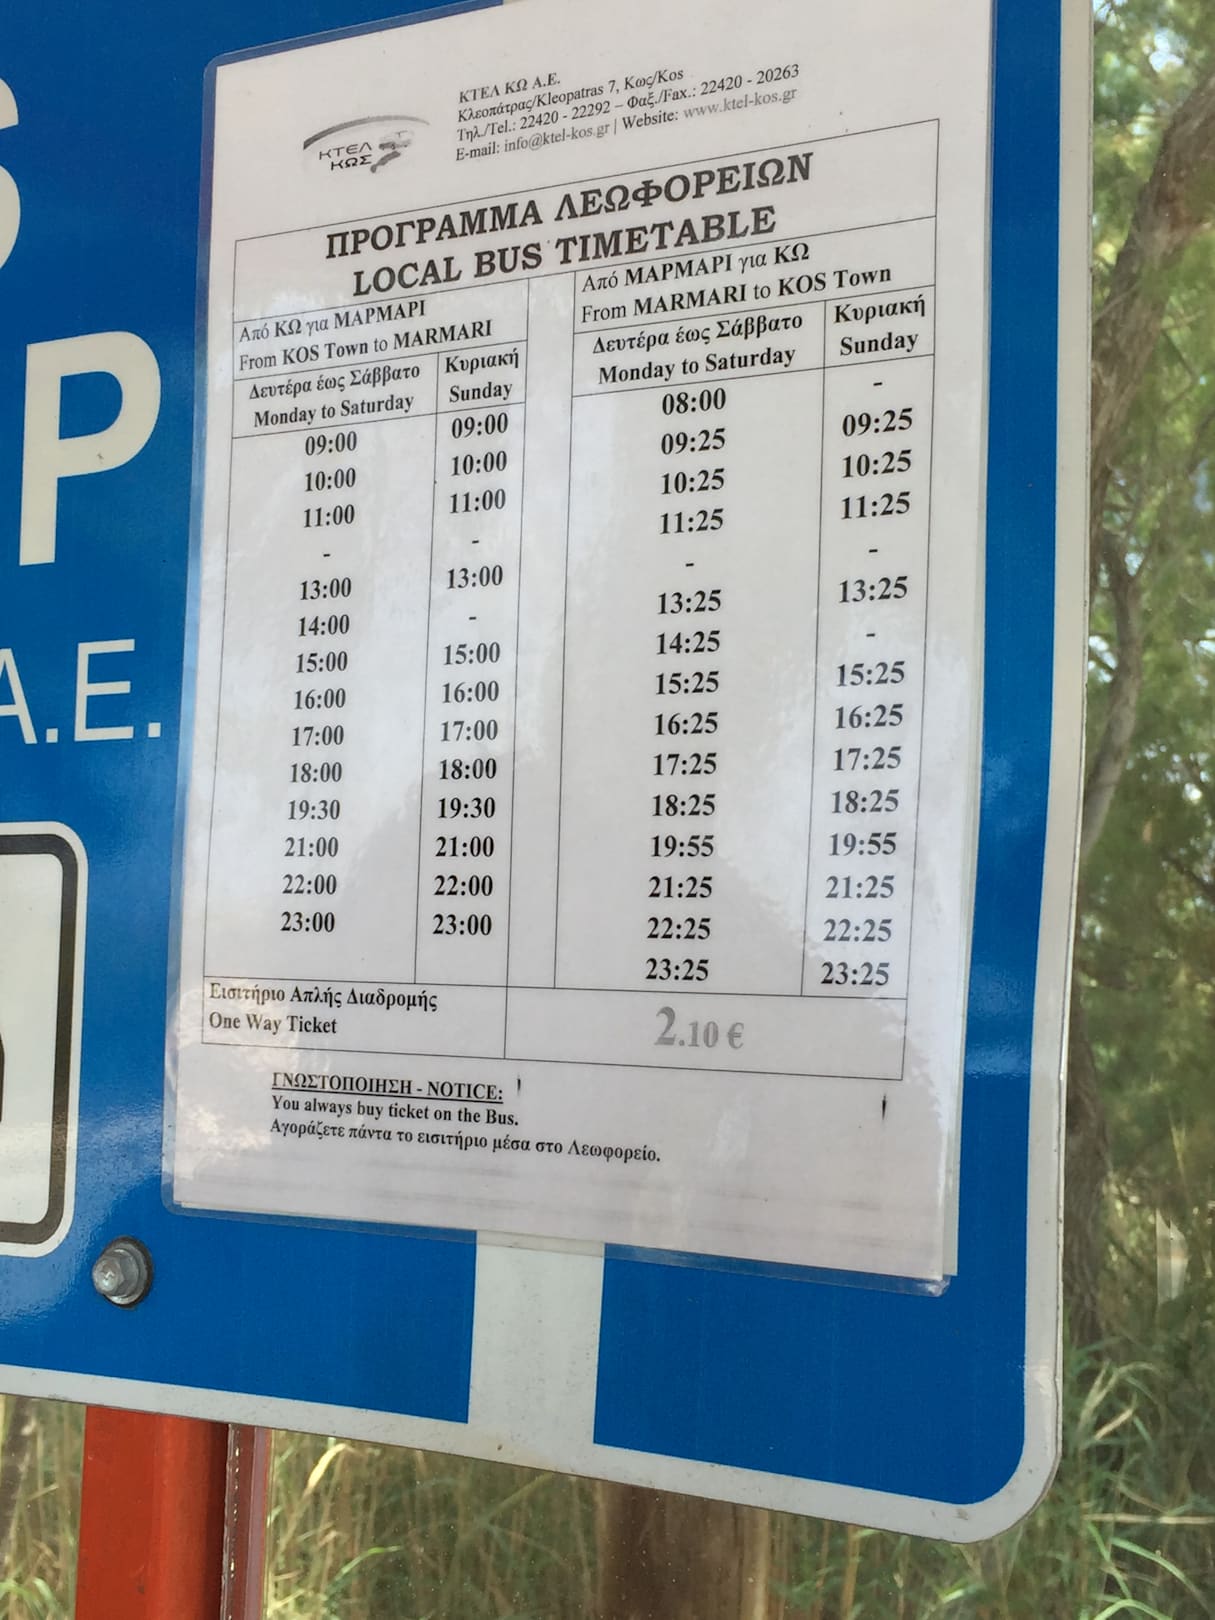 S
P
A.E.
ΚΤΕΛ
ΚΩΣ
ΚΤΕΛ ΚΩ Α.Ε.
Κλεοπάτρας/Kleopatras 7, Κως/Kos
Τηλ./Tel.: 22420 - 22292 – Φαξ./Fax.: 22420 - 20263
E-mail: info@ktel-kos.gr | Website: www.ktel-kos.gr
ΠΡΟΓΡΑΜΜΑ ΛΕΩΦΟΡΕΙΩΝ
LOCAL BUS TIMETABLE
Από ΚΩ για ΜΑΡΜΑΡΙ
From KOS Town to MARMARI
Δευτέρα έως Σάββατο Κυριακή
Monday to Saturday Sunday
09:00 09:00
10:00 10:00
11:00 11:00
- -
13:00 13:00
14:00 -
15:00 15:00
16:00 16:00
17:00 17:00
18:00 18:00
19:30 19:30
21:00 21:00
22:00 22:00
23:00 23:00
Από ΜΑΡΜΑΡΙ για ΚΩ
From MARMARI to KOS Town
Δευτέρα έως Σάββατο Κυριακή
Monday to Saturday Sunday
08:00 -
09:25 09:25
10:25 10:25
11:25 11:25
- -
13:25 13:25
14:25 -
15:25 15:25
16:25 16:25
17:25 17:25
18:25 18:25
19:55 19:55
21:25 21:25
22:25 22:25
23:25 23:25
Εισιτήριο Απλής Διαδρομής
One Way Ticket
2.10 €
ΓΝΩΣΤΟΠΟΙΗΣΗ - NOTICE:
You always buy ticket on the Bus.
Αγοράζετε πάντα το εισιτήριο μέσα στο Λεωφορείο.